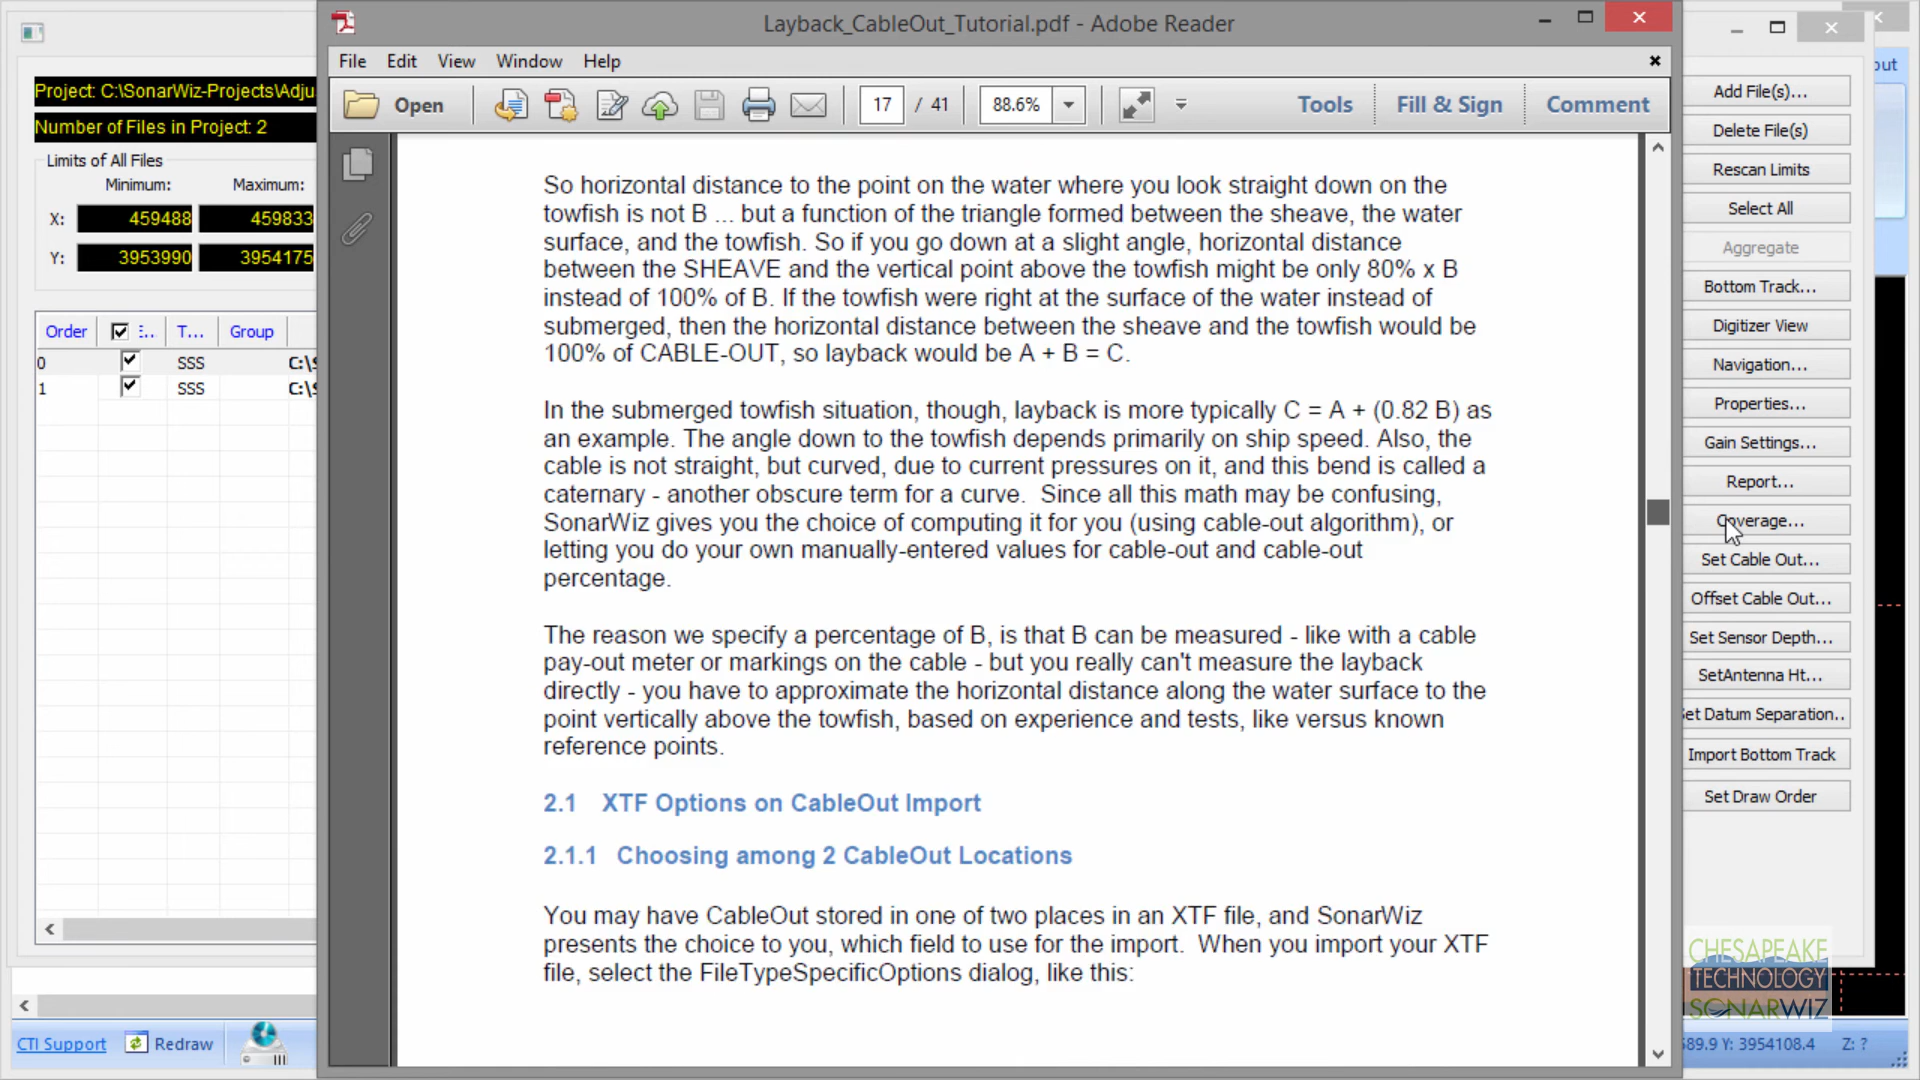 Layback_CableOut_Tutorial.pdf - Adobe Reader
File Edit View Window Help
Open 17 / 41 88.6% Tools Fill & Sign Comment
Project: C:\SonarWiz-Projects\Adju
Number of Files in Project: 2
Limits of All Files
Minimum: Maximum:
X: 459488 459833
Y: 3953990 3954175
Order T... Group
0 SSS C:\S
1 SSS C:\S
So horizontal distance to the point on the water where you look straight down on the
towfish is not B ... but a function of the triangle formed between the sheave, the water
surface, and the towfish. So if you go down at a slight angle, horizontal distance
between the SHEAVE and the vertical point above the towfish might be only 80% x B
instead of 100% of B. If the towfish were right at the surface of the water instead of
submerged, then the horizontal distance between the sheave and the towfish would be
100% of CABLE-OUT, so layback would be A + B = C.
In the submerged towfish situation, though, layback is more typically C = A + (0.82 B) as
an example. The angle down to the towfish depends primarily on ship speed. Also, the
cable is not straight, but curved, due to current pressures on it, and this bend is called a
caternary - another obscure term for a curve. Since all this math may be confusing,
SonarWiz gives you the choice of computing it for you (using cable-out algorithm), or
letting you do your own manually-entered values for cable-out and cable-out
percentage.
The reason we specify a percentage of B, is that B can be measured - like with a cable
pay-out meter or markings on the cable - but you really can't measure the layback
directly - you have to approximate the horizontal distance along the water surface to the
point vertically above the towfish, based on experience and tests, like versus known
reference points.
2.1 XTF Options on CableOut Import
2.1.1 Choosing among 2 CableOut Locations
You may have CableOut stored in one of two places in an XTF file, and SonarWiz
presents the choice to you, which field to use for the import. When you import your XTF
file, select the FileTypeSpecificOptions dialog, like this:
out
Add File(s)...
Delete File(s)
Rescan Limits
Select All
Aggregate
Bottom Track...
Digitizer View
Navigation...
Properties...
Gain Settings...
Report...
Coverage...
Set Cable Out...
Offset Cable Out...
Set Sensor Depth...
SetAntenna Ht...
et Datum Separation..
Import Bottom Track
Set Draw Order
CHESAPEAKE
TECHNOLOGY
SONARWIZ
CTI Support Redraw
589.9 Y: 3954108.4 Z: ?